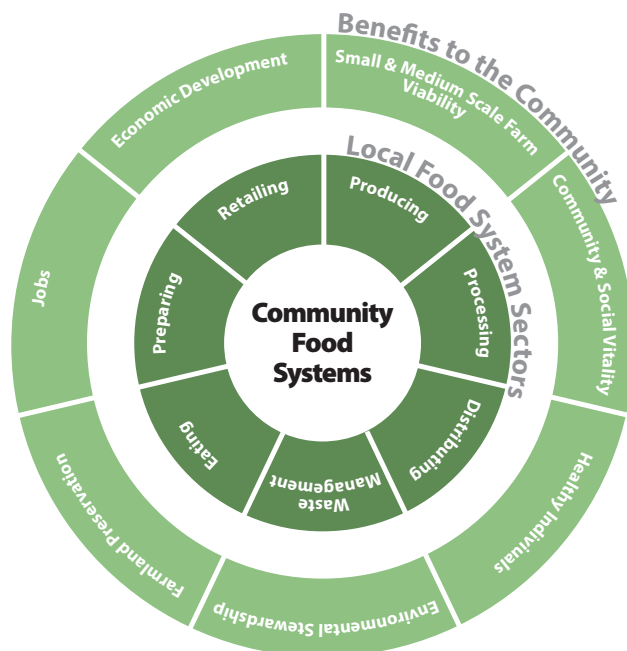 Benefits to the Community
Small & Medium Scale Farm
Viability
Community & Social Vitality
Healthy Indiviuals
Environmental Stewardship
Farmland Preservation
Jobs
Economic Development
Local Food System Sectors
Producing
Processing
Distributing
Waste
Management
Eating
Preparing
Retailing
Community
Food
Systems